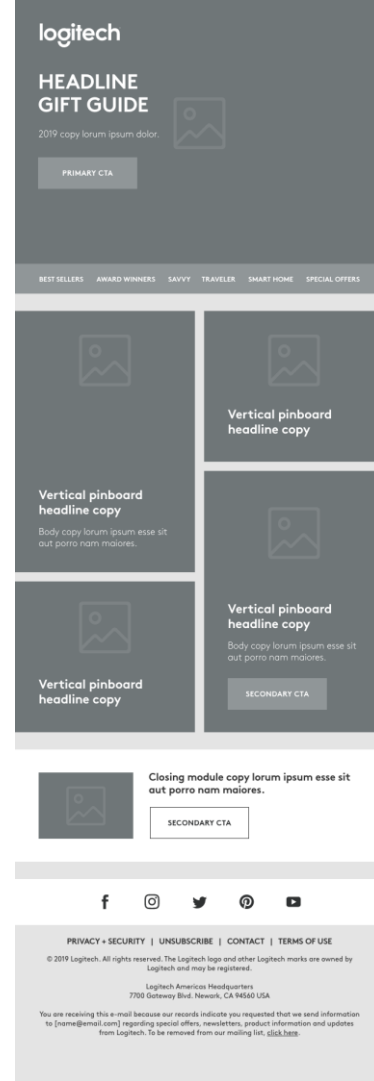 logitech
HEADLINE
GIFT GUIDE
2019 copy lorum ipsum dolor.
PRIMARY CTA
BEST SELLERS AWARD WINNERS SAVVY TRAVELER SMART HOME SPECIAL OFFERS
Vertical pinboard
headline copy
Body copy lorum ipsum esse sit
aut porro nam maiores.
Vertical pinboard
headline copy
Vertical pinboard
headline copy
Vertical pinboard
headline copy
Body copy lorum ipsum esse sit
aut porro nam maiores.
SECONDARY CTA
Closing module copy lorum ipsum esse sit
aut porro nam maiores.
SECONDARY CTA
PRIVACY + SECURITY | UNSUBSCRIBE | CONTACT | TERMS OF USE
© 2019 Logitech. All rights reserved. The Logitech logo and other Logitech marks are owned by
Logitech and may be registered.
Logitech Americas Headquarters
7700 Gateway Blvd. Newark, CA 94560 USA
You are receiving this e-mail because our records indicate you requested that we send information
to [name@email.com] regarding special offers, newsletters, product information and updates
from Logitech. To be removed from our mailing list, click here.